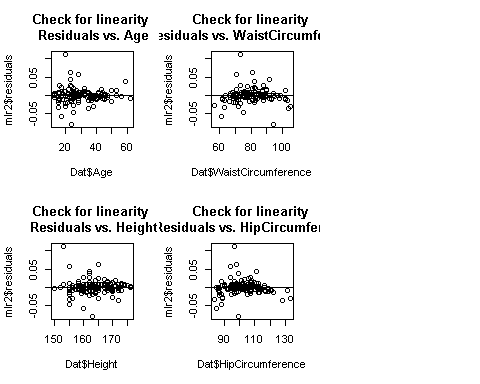 Check for linearity
Residuals vs. Age
mlr2$residuals
-0.05
0.05
20
40
60
Dat$Age
Check for linearity
esiduals vs. WaistCircumfe
mlr2$residuals
-0.05
0.05
60
80
100
Dat$WaistCircumference
Check for linearity
Residuals vs. Height
mlr2$residuals
-0.05
0.05
150
160
170
Dat$Height
Check for linearity
Residuals vs. HipCircumfer
mlr2$residuals
-0.05
0.05
90
110
130
Dat$HipCircumference